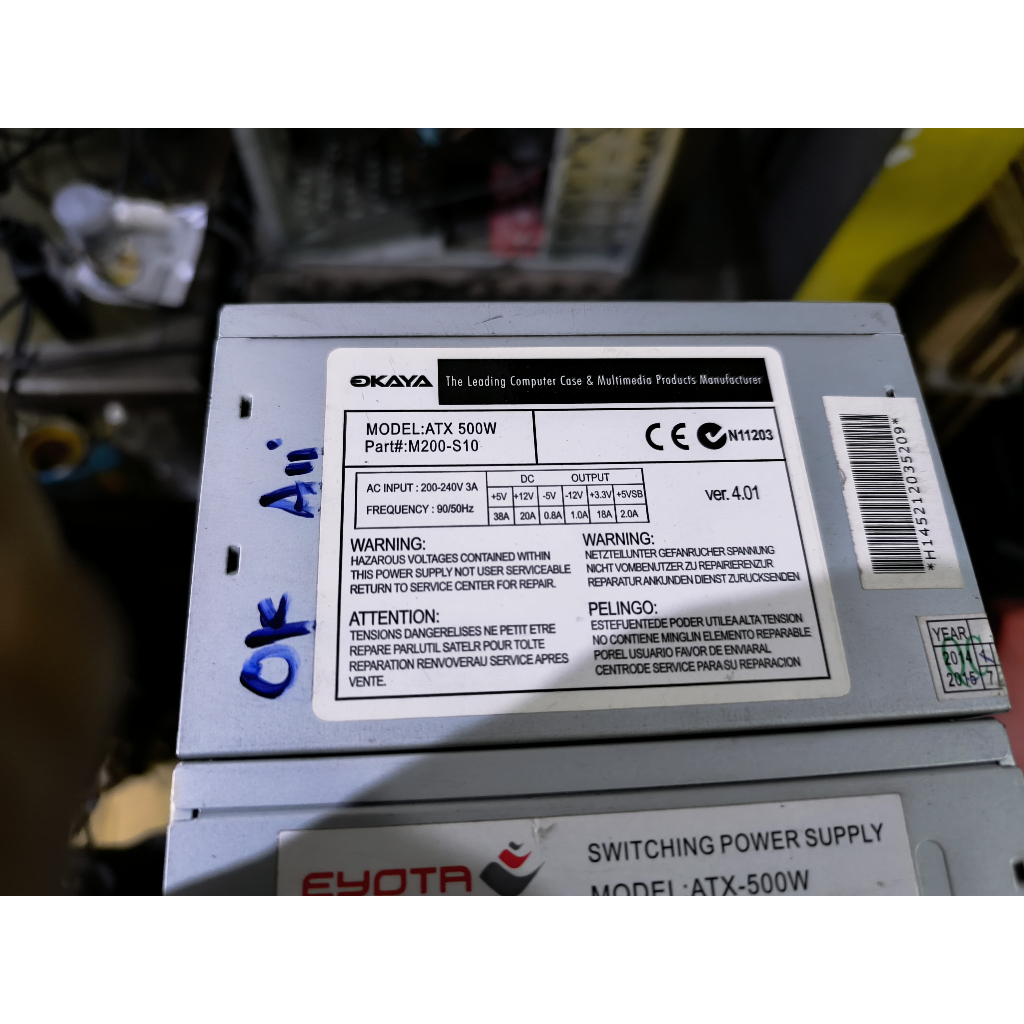 OKAYA The Leading Computer Case & Multimedia Products Manufacturer
MODEL:ATX 500W
Part#:M200-S10
CE N11203
AC INPUT : 200-240V 3A
FREQUENCY : 90/50Hz
DC OUTPUT
+5V +12V -5V -12V +3.3V +5VSB
38A 20A 0.8A 1.0A 18A 2.0A
ver. 4.01
WARNING:
HAZAROUS VOLTAGES CONTAINED WITHIN
THIS POWER SUPPLY NOT USER SERVICEABLE
RETURN TO SERVICE CENTER FOR REPAIR.
WARNING:
NETZTEILUNTER GEFANRUCHER SPANNUNG
NICHT VOMBENUTZER ZU REPAIRIERENZUR
REPARATUR ANKUNDEN DIENST ZURUCKSENDEN
ATTENTION:
TENSIONS DANGERELISES NE PETIT ETRE
REPARE PARLUTIL SATELR POUR TOLTE
REPARATION RENVOVERAU SERVICE APRES
VENTE.
PELINGO:
ESTEFUENTEDE PODER UTILEA ALTA TENSION
NO CONTIENE MINGLIN ELEMENTO REPARABLE
POREL USUARIO FAVOR DE ENVIARAL
CENTRODE SERVICE PARA SU REPARACION
*H145212035209*
YEAR
2014
2015 7
OK Aii
EYOTA
SWITCHING POWER SUPPLY
MODEL:ATX-500W